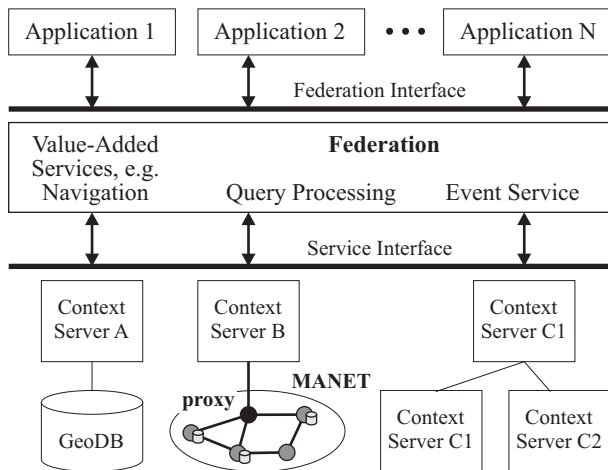 Application 1
Application 2
• • •
Application N
Federation Interface
Value-Added
Services, e.g.
Navigation
Federation
Query Processing
Event Service
Service Interface
Context
Server A
Context
Server B
Context
Server C1
MANET
proxy
GeoDB
Context
Server C1
Context
Server C2